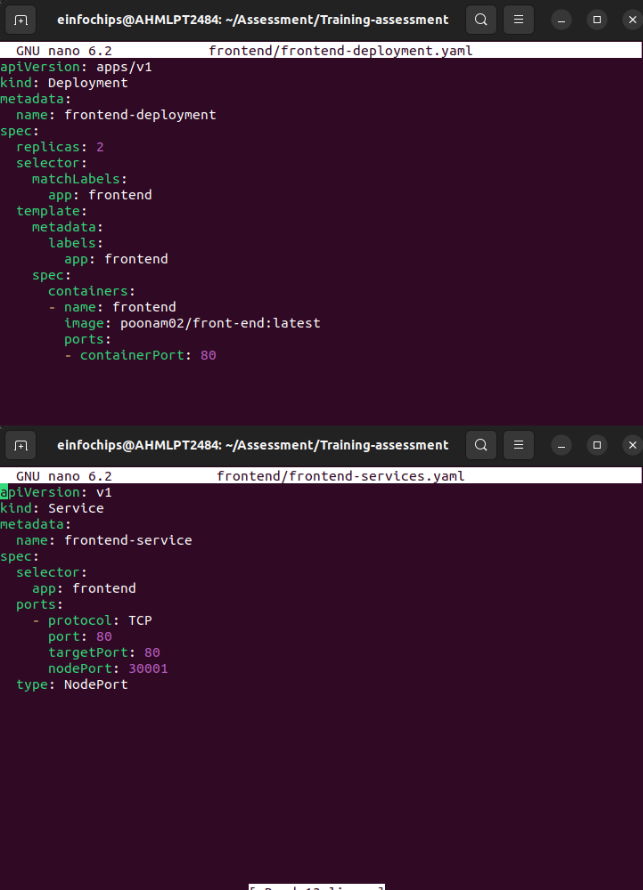 einfochips@AHMLPT2484: ~/Assessment/Training-assessment
GNU nano 6.2 frontend/frontend-deployment.yaml
apiVersion: apps/v1
kind: Deployment
metadata:
  name: frontend-deployment
spec:
  replicas: 2
  selector:
    matchLabels:
      app: frontend
  template:
    metadata:
      labels:
        app: frontend
    spec:
      containers:
      - name: frontend
        image: poonam02/front-end:latest
        ports:
        - containerPort: 80
einfochips@AHMLPT2484: ~/Assessment/Training-assessment
GNU nano 6.2 frontend/frontend-services.yaml
apiVersion: v1
kind: Service
metadata:
  name: frontend-service
spec:
  selector:
    app: frontend
  ports:
    - protocol: TCP
      port: 80
      targetPort: 80
      nodePort: 30001
  type: NodePort